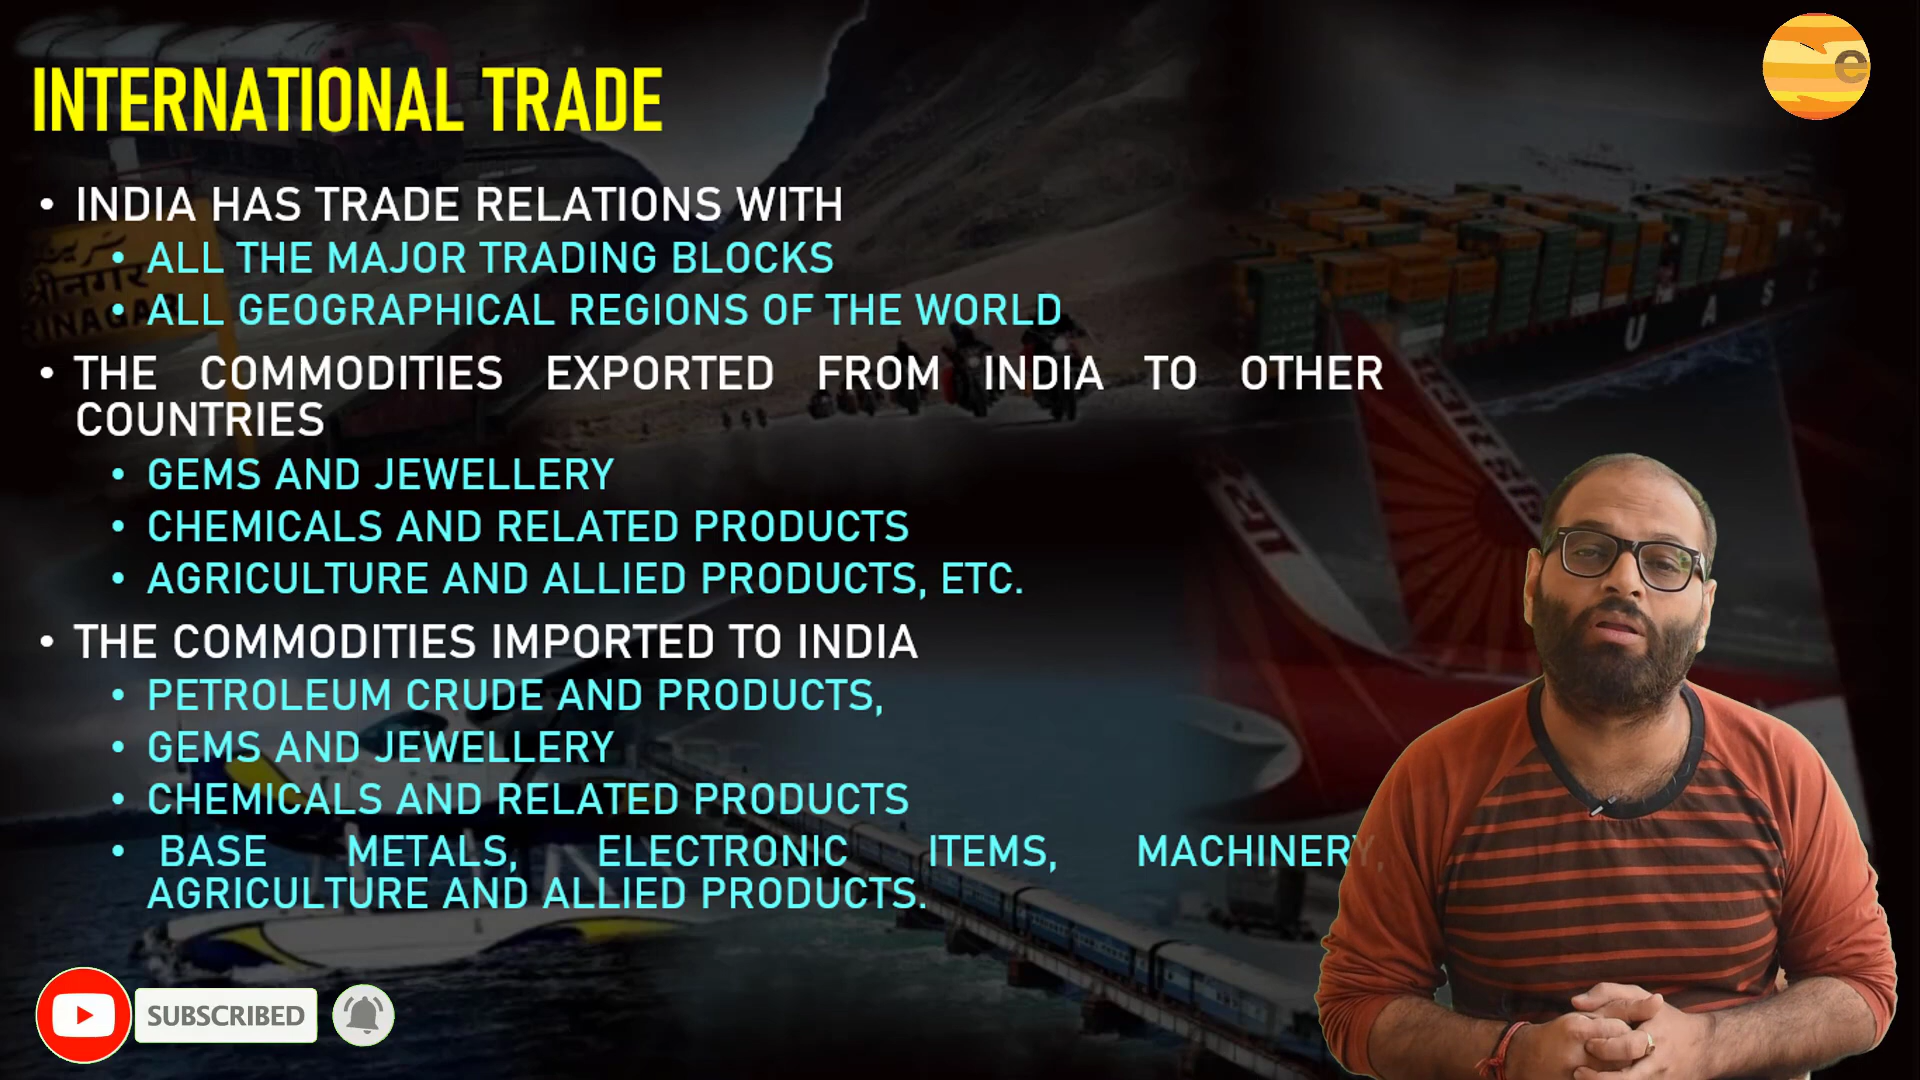 INTERNATIONAL TRADE
• INDIA HAS TRADE RELATIONS WITH
• ALL THE MAJOR TRADING BLOCKS
• ALL GEOGRAPHICAL REGIONS OF THE WORLD
• THE COMMODITIES EXPORTED FROM INDIA TO OTHER
COUNTRIES
• GEMS AND JEWELLERY
• CHEMICALS AND RELATED PRODUCTS
• AGRICULTURE AND ALLIED PRODUCTS, ETC.
• THE COMMODITIES IMPORTED TO INDIA
• PETROLEUM CRUDE AND PRODUCTS,
• GEMS AND JEWELLERY
• CHEMICALS AND RELATED PRODUCTS
• BASE METALS, ELECTRONIC ITEMS, MACHINERY,
AGRICULTURE AND ALLIED PRODUCTS.
SUBSCRIBED
e
U A S
श्रीनगर